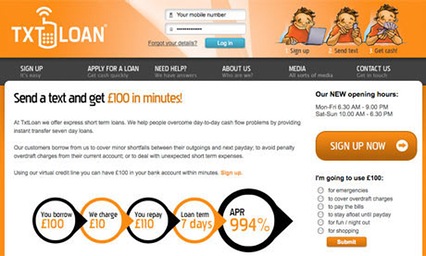 TXT LOAN
Your mobile number
Forgot your details?
Log in
Sign up
Send text
Get cash!
SIGN UP
It's easy
APPLY FOR A LOAN
Get cash quickly
NEED HELP?
We have answers
ABOUT US
Who are we?
MEDIA
All sorts of media
CONTACT US
Get in touch
Send a text and get £100 in minutes!
At TxtLoan we offer express short term loans. We help people overcome day-to-day cash flow problems by providing
instant transfer seven day loans.
Our customers borrow from us to cover minor shortfalls between their outgoings and next payday; to avoid penalty
overdraft charges from their current account; or to deal with unexpected short term expenses.
Using our virtual credit line you can have £100 in your bank account within minutes. Sign up.
You borrow
£100
We charge
£10
You repay
£110
Loan term
7 days
APR
994%
Our NEW opening hours:
Mon-Fri 6.30 AM - 9.00 PM
Sat-Sun 10.00 AM - 6.30 PM
SIGN UP NOW
I'm going to use £100:
for emergencies
to cover overdraft charges
to pay the bills
to stay afloat until payday
for fun / night out
for shopping
Submit